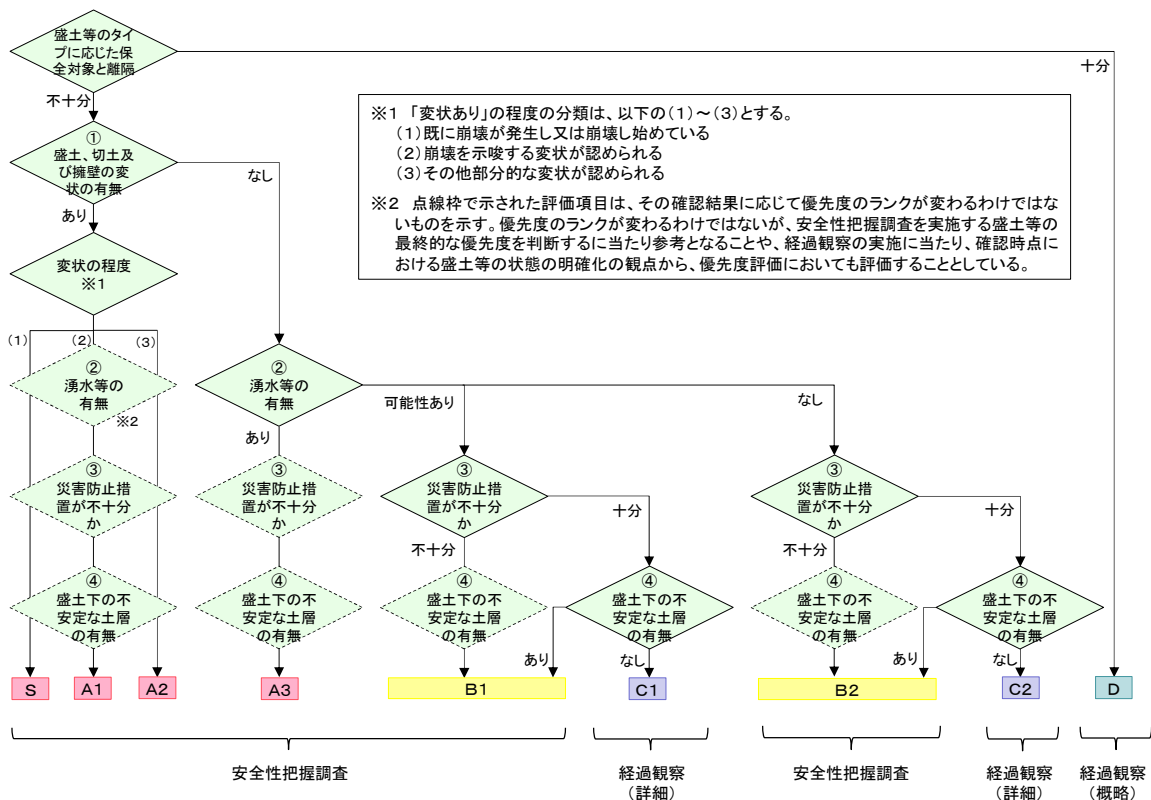 盛土等のタイ
プに応じた保
全対象と離隔
十分
不十分
※1 「変状あり」の程度の分類は、以下の(1)～(3)とする。
(1)既に崩壊が発生し又は崩壊し始めている
(2)崩壊を示唆する変状が認められる
(3)その他部分的な変状が認められる
※2 点線枠で示された評価項目は、その確認結果に応じて優先度のランクが変わるわけではな
いものを示す。優先度のランクが変わるわけではないが、安全性把握調査を実施する盛土等の
最終的な優先度を判断するに当たり参考となることや、経過観察の実施に当たり、確認時点に
おける盛土等の状態の明確化の観点から、優先度評価においても評価することとしている。
①
盛土、切土及
び擁壁の変
状の有無
なし
あり
変状の程度
※1
(1)
(2)
(3)
②
湧水等の
有無
※2
②
湧水等の
有無
あり
可能性あり
なし
③
災害防止措
置が不十分
か
③
災害防止措
置が不十分
か
③
災害防止措
置が不十分
か
十分
不十分
③
災害防止措
置が不十分
か
十分
不十分
④
盛土下の不
安定な土層
の有無
④
盛土下の不
安定な土層
の有無
④
盛土下の不
安定な土層
の有無
④
盛土下の不
安定な土層
の有無
あり
なし
④
盛土下の不
安定な土層
の有無
④
盛土下の不
安定な土層
の有無
あり
なし
S
A1
A2
A3
B1
C1
B2
C2
D
安全性把握調査
経過観察
(詳細)
安全性把握調査
経過観察
(詳細)
経過観察
(概略)